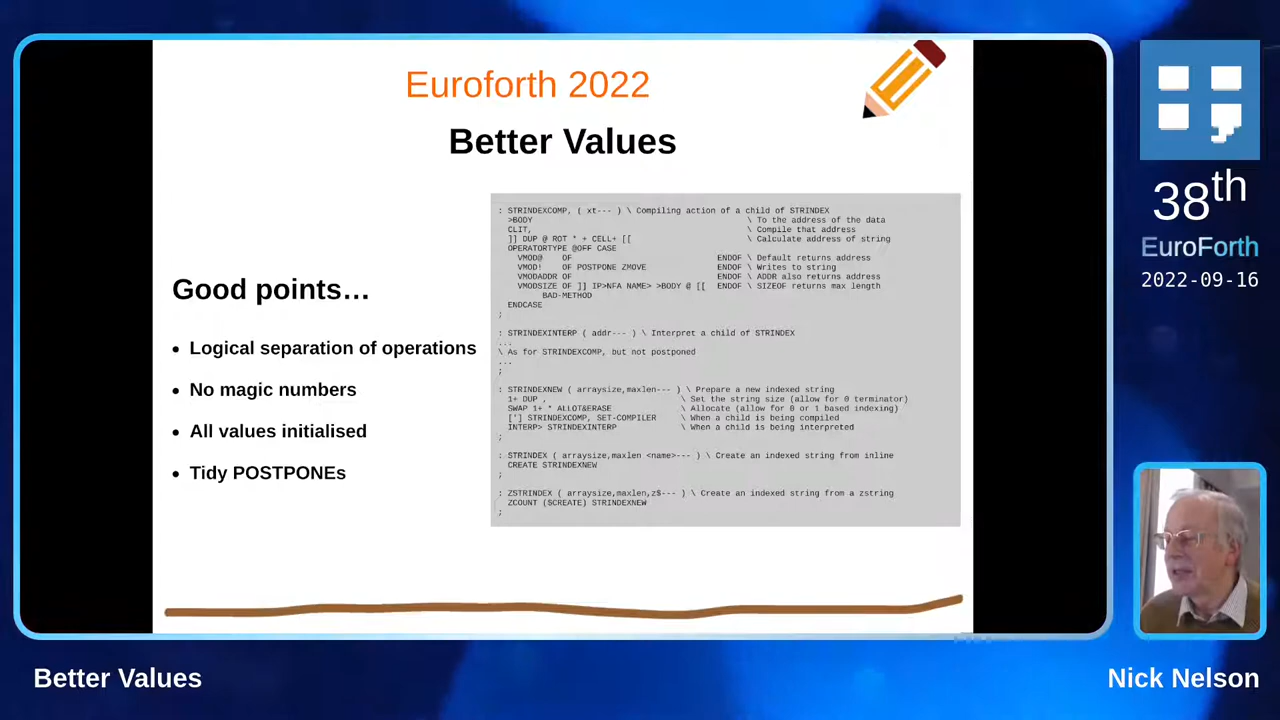 Euroforth 2022
Better Values
Good points…
• Logical separation of operations
• No magic numbers
• All values initialised
• Tidy POSTPONEs
: STRINDEXCOMP, ( xt--- ) \ Compiling action of a child of STRINDEX
>BODY \ To the address of the data
CLIT, \ Compile that address
]] DUP @ ROT * + CELL+ [[ \ Calculate address of string
OPERATORTYPE @OFF CASE
VMOD@ OF ENDOF \ Default returns address
VMOD! OF POSTPONE ZMOVE ENDOF \ Writes to string
VMODADDR OF ENDOF \ ADDR also returns address
VMODSIZE OF ]] IP>NFA NAME> >BODY @ [[ ENDOF \ SIZEOF returns max length
BAD-METHOD
ENDCASE
;
: STRINDEXINTERP ( addr--- ) \ Interpret a child of STRINDEX
...
\ As for STRINDEXCOMP, but not postponed
...
;
: STRINDEXNEW ( arraysize,maxlen--- ) \ Prepare a new indexed string
1+ DUP , \ Set the string size (allow for 0 terminator)
SWAP 1+ * ALLOT&ERASE \ Allocate (allow for 0 or 1 based indexing)
['] STRINDEXCOMP, SET-COMPILER \ When a child is being compiled
INTERP> STRINDEXINTERP \ When a child is being interpreted
;
: STRINDEX ( arraysize,maxlen <name>--- ) \ Create an indexed string from inline
CREATE STRINDEXNEW
;
: ZSTRINDEX ( arraysize,maxlen,z$--- ) \ Create an indexed string from a zstring
ZCOUNT ($CREATE) STRINDEXNEW
;
38th
EuroForth
2022-09-16
Better Values
Nick Nelson